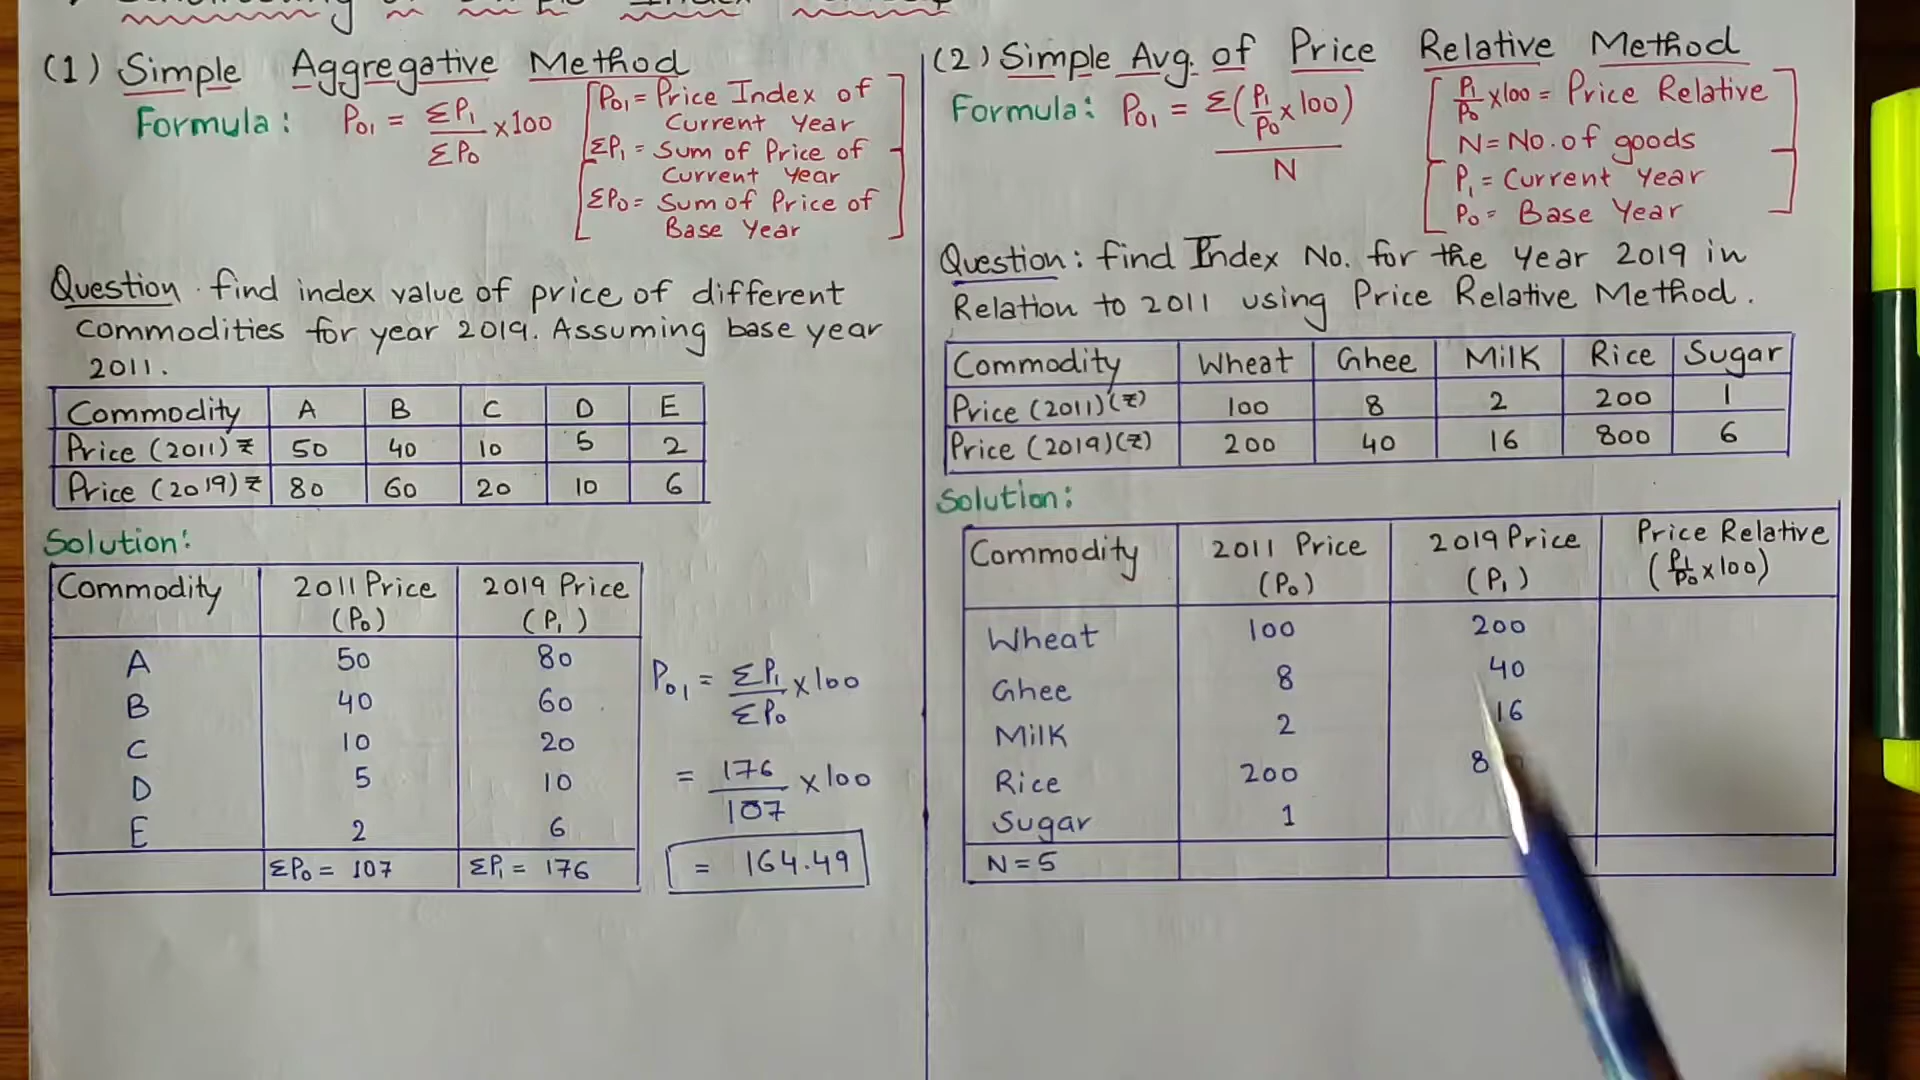 (1) Simple Aggregative Method
Formula: P01 = ΣP1/ΣP0 x100
[P01 = Price Index of
Current Year
ΣP1 = Sum of Price of
Current Year
ΣP0 = Sum of Price of
Base Year]
Question. find index value of price of different
Commodities for year 2019. Assuming base year
2011.
Commodity A B C D E
Price (2011) ₹ 50 40 10 5 2
Price (2019) ₹ 80 60 20 10 6
Solution:
Commodity 2011 Price (P0) 2019 Price (P1)
A 50 80
B 40 60
C 10 20
D 5 10
E 2 6
ΣP0 = 107 ΣP1 = 176
P01 = ΣP1/ΣP0 x100
= 176/107 x100
= 164.49
(2) Simple Avg. of Price Relative Method
Formula: P01 = Σ(P1/P0 x100)/N
[P1/P0 x100 = Price Relative
N = No. of goods
P1 = Current Year
P0 = Base Year]
Question: find Index No. for the year 2019 in
Relation to 2011 using Price Relative Method.
Commodity Wheat Ghee Milk Rice Sugar
Price (2011)(₹) 100 8 2 200 1
Price (2019)(₹) 200 40 16 800 6
Solution:
Commodity 2011 Price (P0) 2019 Price (P1) Price Relative (P1/P0 x100)
Wheat 100 200
Ghee 8 40
Milk 2 16
Rice 200
Sugar 1
N = 5